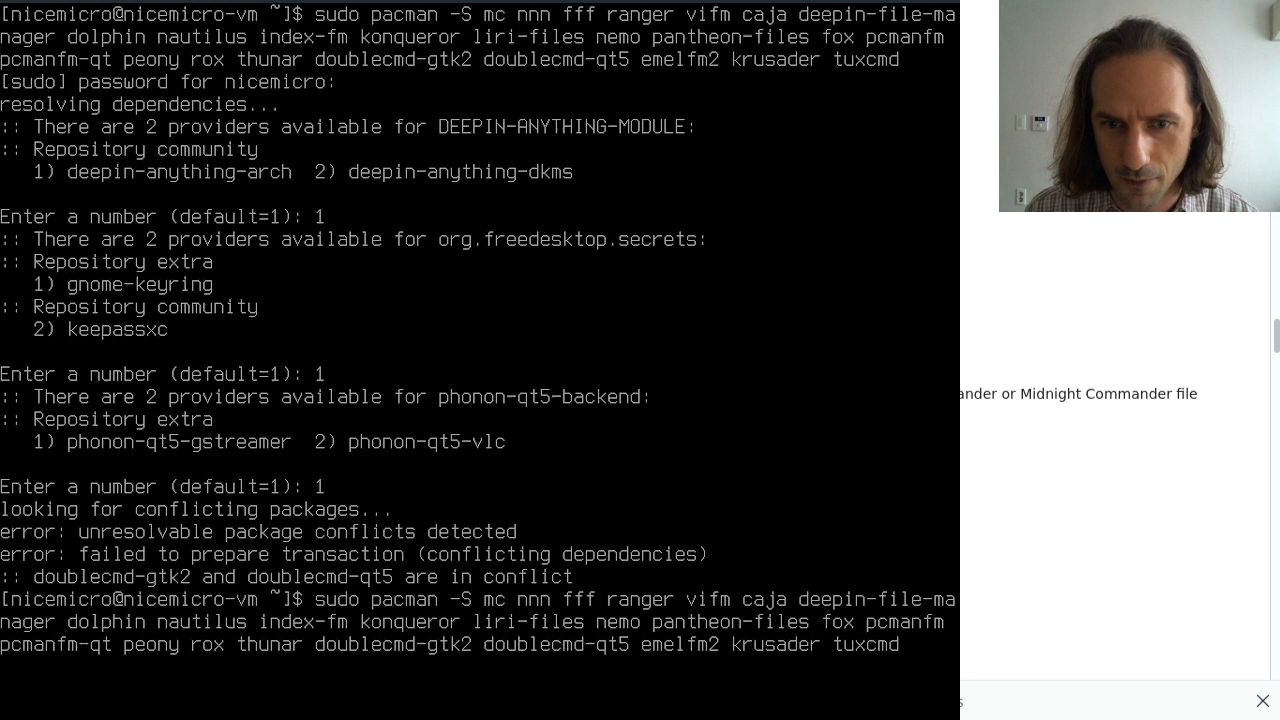 [nicemicro@nicemicro-vm ~]$ sudo pacman -S mc nnn fff ranger vifm caja deepin-file-ma
nager dolphin nautilus index-fm konqueror liri-files nemo pantheon-files fox pcmanfm
pcmanfm-qt peony rox thunar doublecmd-gtk2 doublecmd-qt5 emelfm2 krusader tuxcmd
[sudo] password for nicemicro:
resolving dependencies...
:: There are 2 providers available for DEEPIN-ANYTHING-MODULE:
:: Repository community
   1) deepin-anything-arch  2) deepin-anything-dkms
Enter a number (default=1): 1
:: There are 2 providers available for org.freedesktop.secrets:
:: Repository extra
   1) gnome-keyring
:: Repository community
   2) keepassxc
Enter a number (default=1): 1
:: There are 2 providers available for phonon-qt5-backend:
:: Repository extra
   1) phonon-qt5-gstreamer  2) phonon-qt5-vlc
Enter a number (default=1): 1
looking for conflicting packages...
error: unresolvable package conflicts detected
error: failed to prepare transaction (conflicting dependencies)
:: doublecmd-gtk2 and doublecmd-qt5 are in conflict
[nicemicro@nicemicro-vm ~]$ sudo pacman -S mc nnn fff ranger vifm caja deepin-file-ma
nager dolphin nautilus index-fm konqueror liri-files nemo pantheon-files fox pcmanfm
pcmanfm-qt peony rox thunar doublecmd-gtk2 doublecmd-qt5 emelfm2 krusader tuxcmd
ander or Midnight Commander file
s